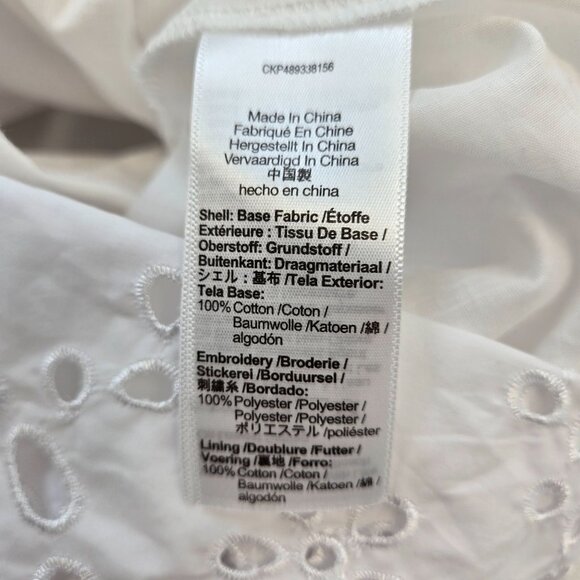 CKP489338156
Made In China
Fabriqué En Chine
Hergestellt In China
Vervaardigd In China
中国製
hecho en china
Shell: Base Fabric /Étoffe
Extérieure : Tissu De Base /
Oberstoff: Grundstoff /
Buitenkant: Draagmateriaal /
シェル : 基布 /Tela Exterior:
Tela Base:
100% Cotton /Coton /
Baumwolle /Katoen /綿 /
algodón
Embroidery /Broderie /
Stickerei /Borduursel /
刺繍糸 /Bordado:
100% Polyester /Polyester /
Polyester /Polyester /
ポリエステル /poliéster
Lining /Doublure /Futter /
Voering /裏地 /Forro:
100% Cotton /Coton /
Baumwolle /Katoen /綿 /
algodón